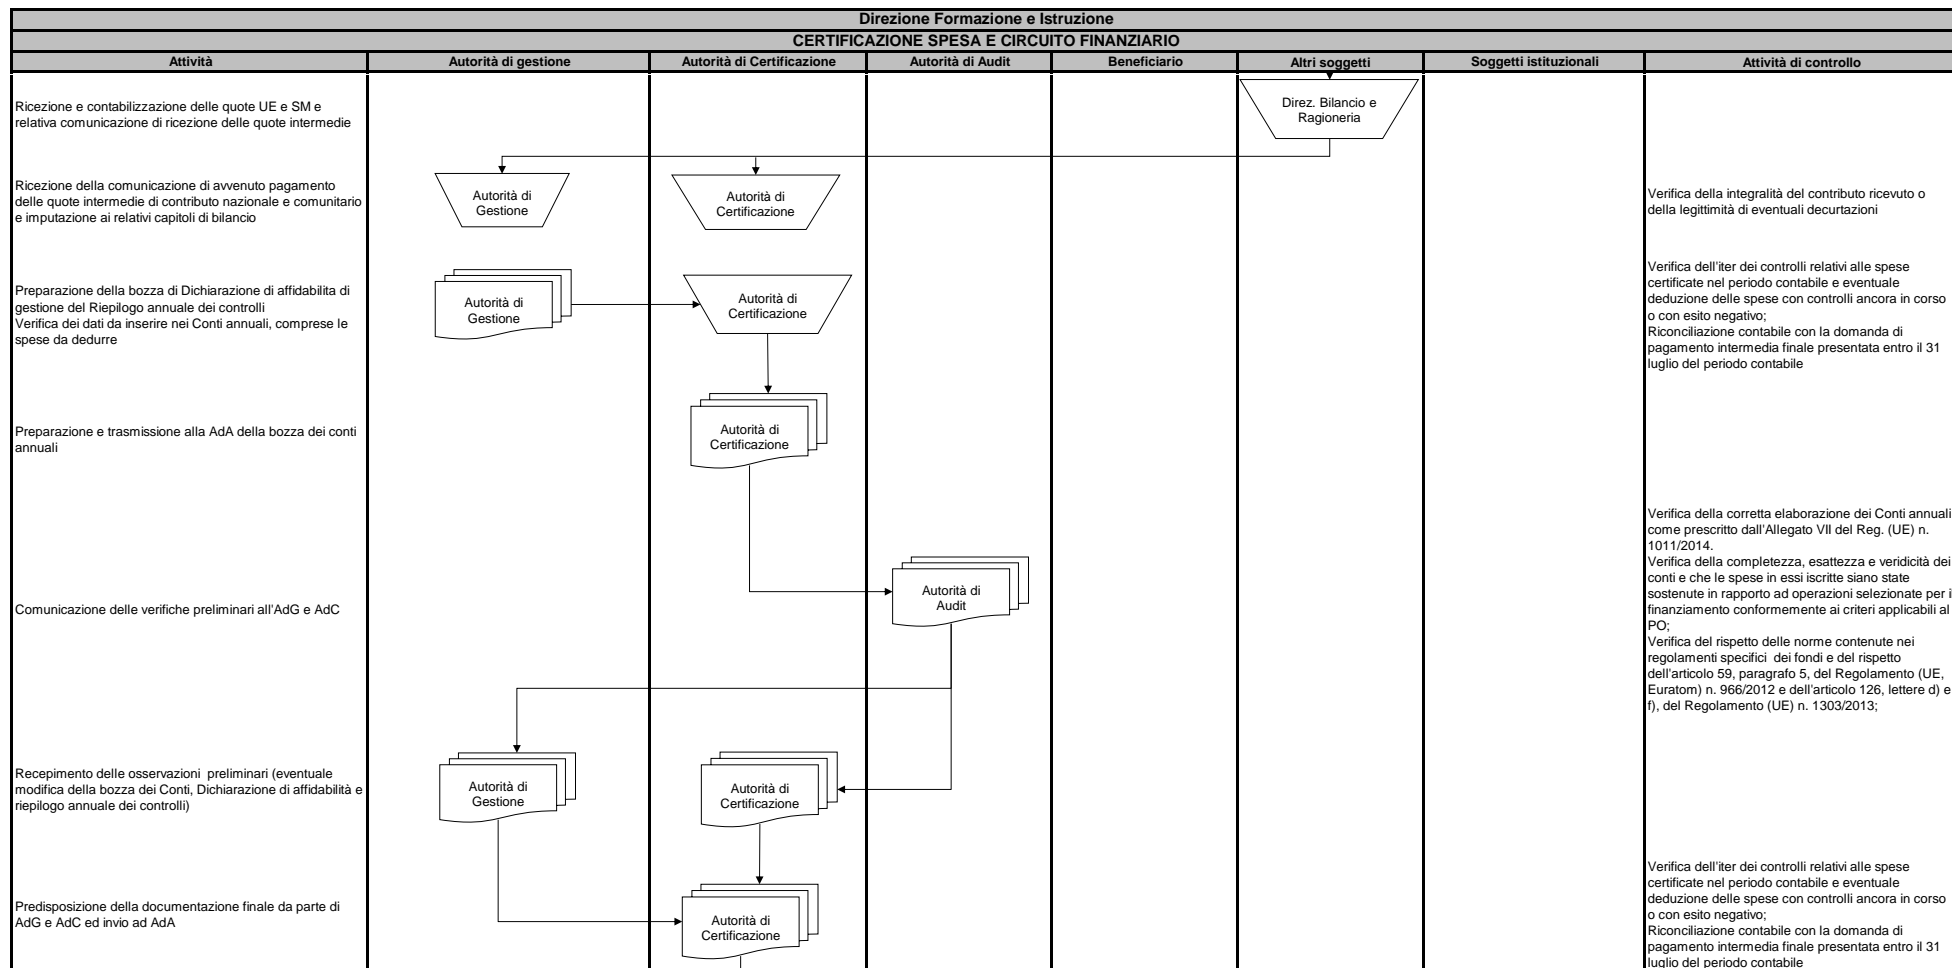 Direzione Formazione e Istruzione
CERTIFICAZIONE SPESA E CIRCUITO FINANZIARIO
Attività
Autorità di gestione
Autorità di Certificazione
Autorità di Audit
Beneficiario
Altri soggetti
Soggetti istituzionali
Attività di controllo
Ricezione e contabilizzazione delle quote UE e SM e
relativa comunicazione di ricezione delle quote intermedie
Direz. Bilancio e
Ragioneria
Ricezione della comunicazione di avvenuto pagamento
delle quote intermedie di contributo nazionale e comunitario
e imputazione ai relativi capitoli di bilancio
Autorità di
Gestione
Autorità di
Certificazione
Verifica della integralità del contributo ricevuto o
della legittimità di eventuali decurtazioni
Preparazione della bozza di Dichiarazione di affidabilita di
gestione del Riepilogo annuale dei controlli
Verifica dei dati da inserire nei Conti annuali, comprese le
spese da dedurre
Autorità di
Gestione
Autorità di
Certificazione
Verifica dell'iter dei controlli relativi alle spese
certificate nel periodo contabile e eventuale
deduzione delle spese con controlli ancora in corso
o con esito negativo;
Riconciliazione contabile con la domanda di
pagamento intermedia finale presentata entro il 31
luglio del periodo contabile
Preparazione e trasmissione alla AdA della bozza dei conti
annuali
Autorità di
Certificazione
Comunicazione delle verifiche preliminari all'AdG e AdC
Autorità di
Audit
Verifica della corretta elaborazione dei Conti annuali
come prescritto dall'Allegato VII del Reg. (UE) n.
1011/2014.
Verifica della completezza, esattezza e veridicità dei
conti e che le spese in essi iscritte siano state
sostenute in rapporto ad operazioni selezionate per i
finanziamento conformemente ai criteri applicabili al
PO;
Verifica del rispetto delle norme contenute nei
regolamenti specifici  dei fondi e del rispetto
dell'articolo 59, paragrafo 5, del Regolamento (UE,
Euratom) n. 966/2012 e dell'articolo 126, lettere d) e
f), del Regolamento (UE) n. 1303/2013;
Recepimento delle osservazioni  preliminari (eventuale
modifica della bozza dei Conti, Dichiarazione di affidabilità e
riepilogo annuale dei controlli)
Autorità di
Gestione
Autorità di
Certificazione
Predisposizione della documentazione finale da parte di
AdG e AdC ed invio ad AdA
Autorità di
Certificazione
Verifica dell'iter dei controlli relativi alle spese
certificate nel periodo contabile e eventuale
deduzione delle spese con controlli ancora in corso
o con esito negativo;
Riconciliazione contabile con la domanda di
pagamento intermedia finale presentata entro il 31
luglio del periodo contabile